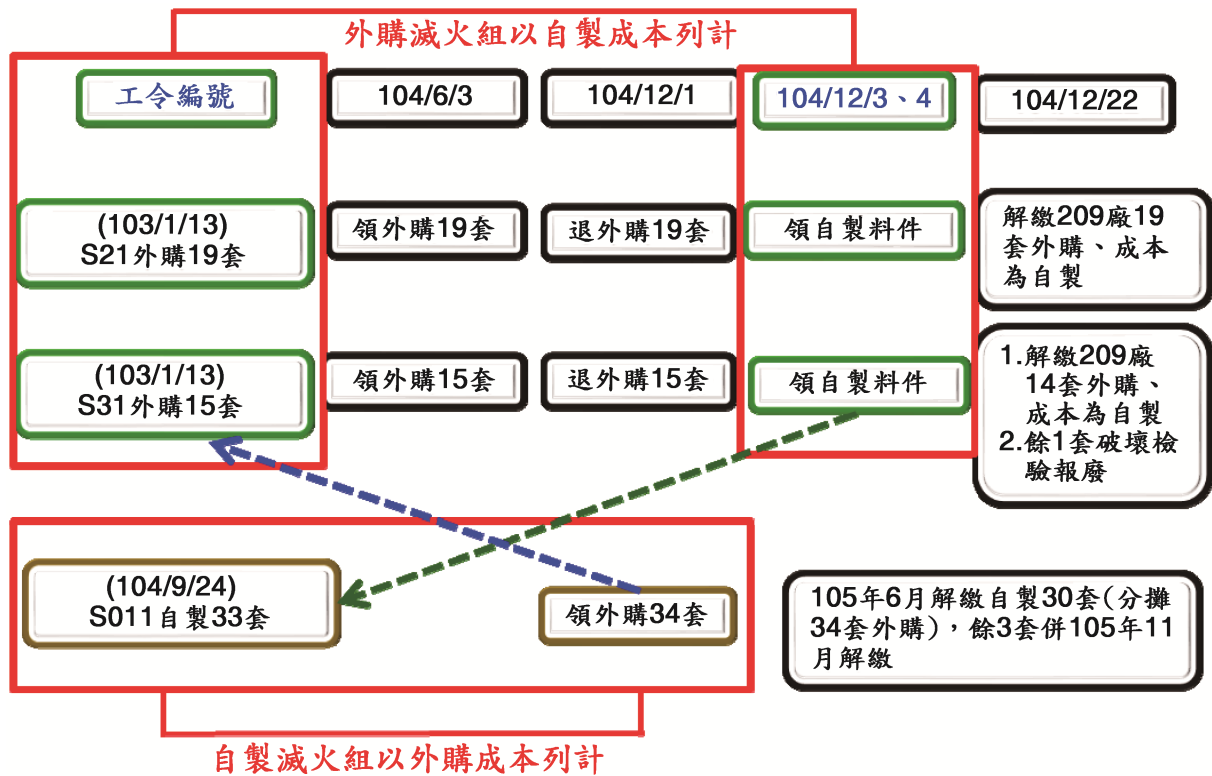 外購滅火組以自製成本列計
工令編號
104/6/3
104/12/1
104/12/3、4
104/12/22
(103/1/13)
S21外購19套
領外購19套
退外購19套
領自製料件
解繳209廠19
套外購、成本
為自製
(103/1/13)
S31外購15套
領外購15套
退外購15套
領自製料件
1.解繳209廠
14套外購、
成本為自製
2.餘1套破壞檢
驗報廢
(104/9/24)
S011自製33套
領外購34套
105年6月解繳自製30套(分攤
34套外購)，餘3套併105年11
月解繳
自製滅火組以外購成本列計